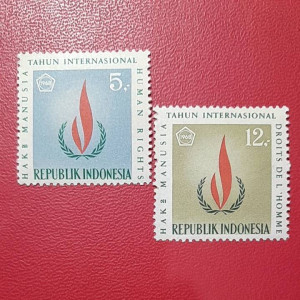 TAHUN INTERNASIONAL
HAK2 MANUSIA
HUMAN RIGHTS
1968
5.-
REPUBLIK INDONESIA
TAHUN INTERNASIONAL
HAK2 MANUSIA
DROITS DE L'HOMME
1968
12.-
REPUBLIK INDONESIA